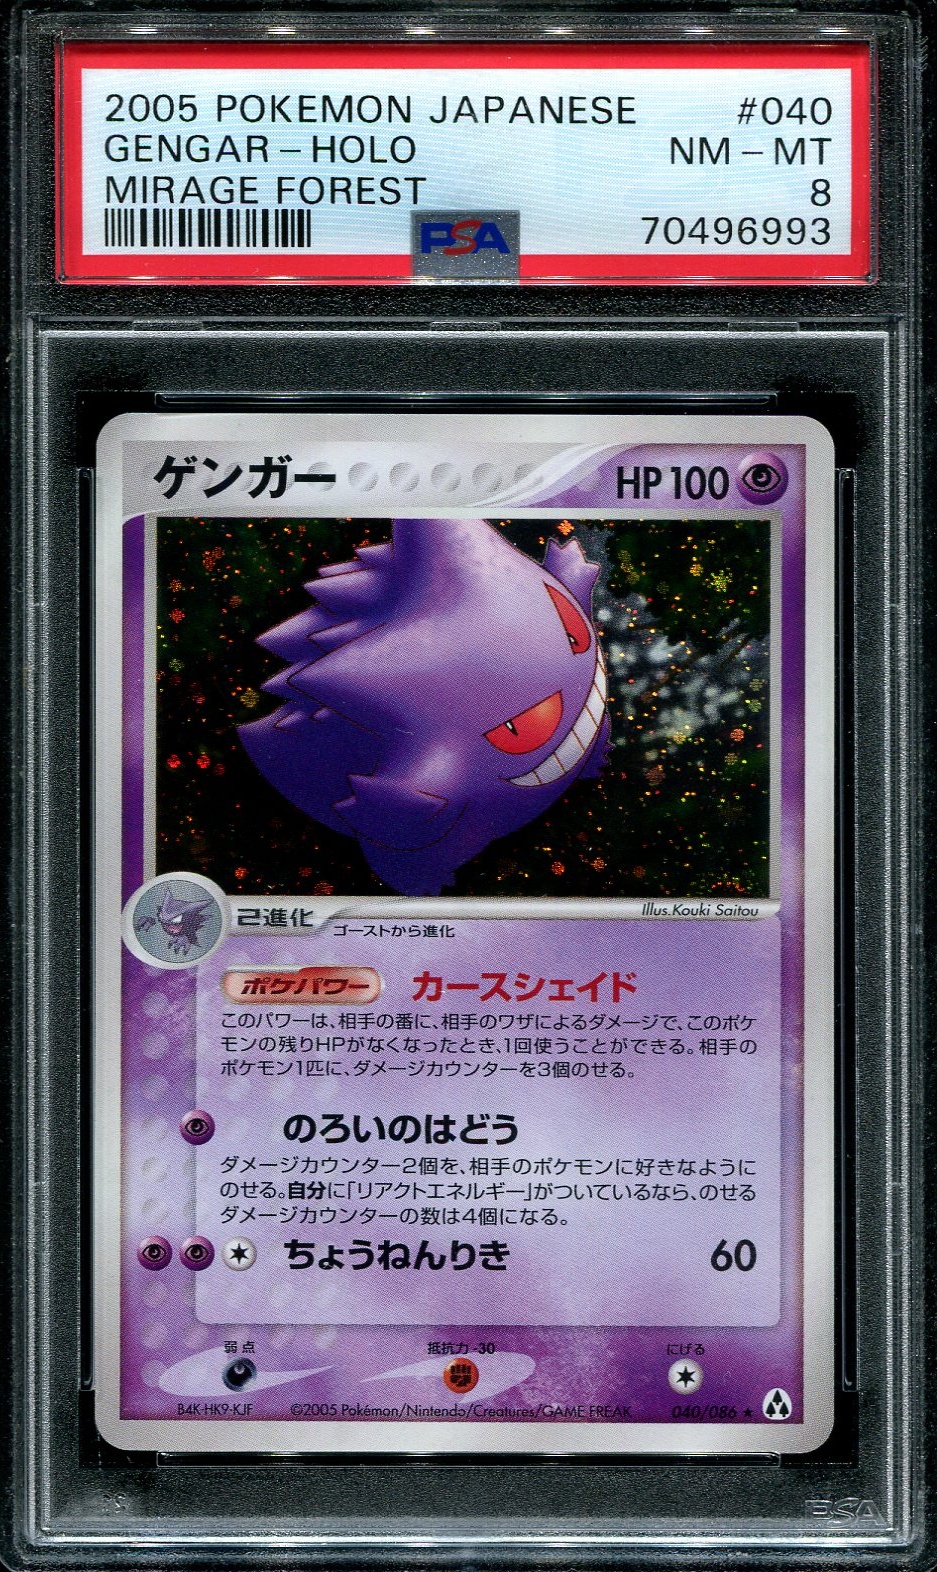 2005 POKEMON JAPANESE #040
GENGAR - HOLO NM - MT
MIRAGE FOREST 8
PSA 70496993
ゲンガー HP 100
Illus. Kouki Saitou
2進化 ゴーストから進化
ポケパワー カースシェイド
このパワーは、相手の番に、相手のワザによるダメージで、このポケ
モンの残りHPがなくなったとき、1回使うことができる。相手の
ポケモン1匹に、ダメージカウンターを3個のせる。
のろいのはどう
ダメージカウンター2個を、相手のポケモンに好きなように
のせる。自分に「リアクトエネルギー」がついているなら、のせる
ダメージカウンターの数は4個になる。
ちょうねんりき 60
弱点 抵抗力 -30 にげる
B4K-HK9-KJF ©2005 Pokémon/Nintendo/Creatures/GAME FREAK 040/086 ★
PSA